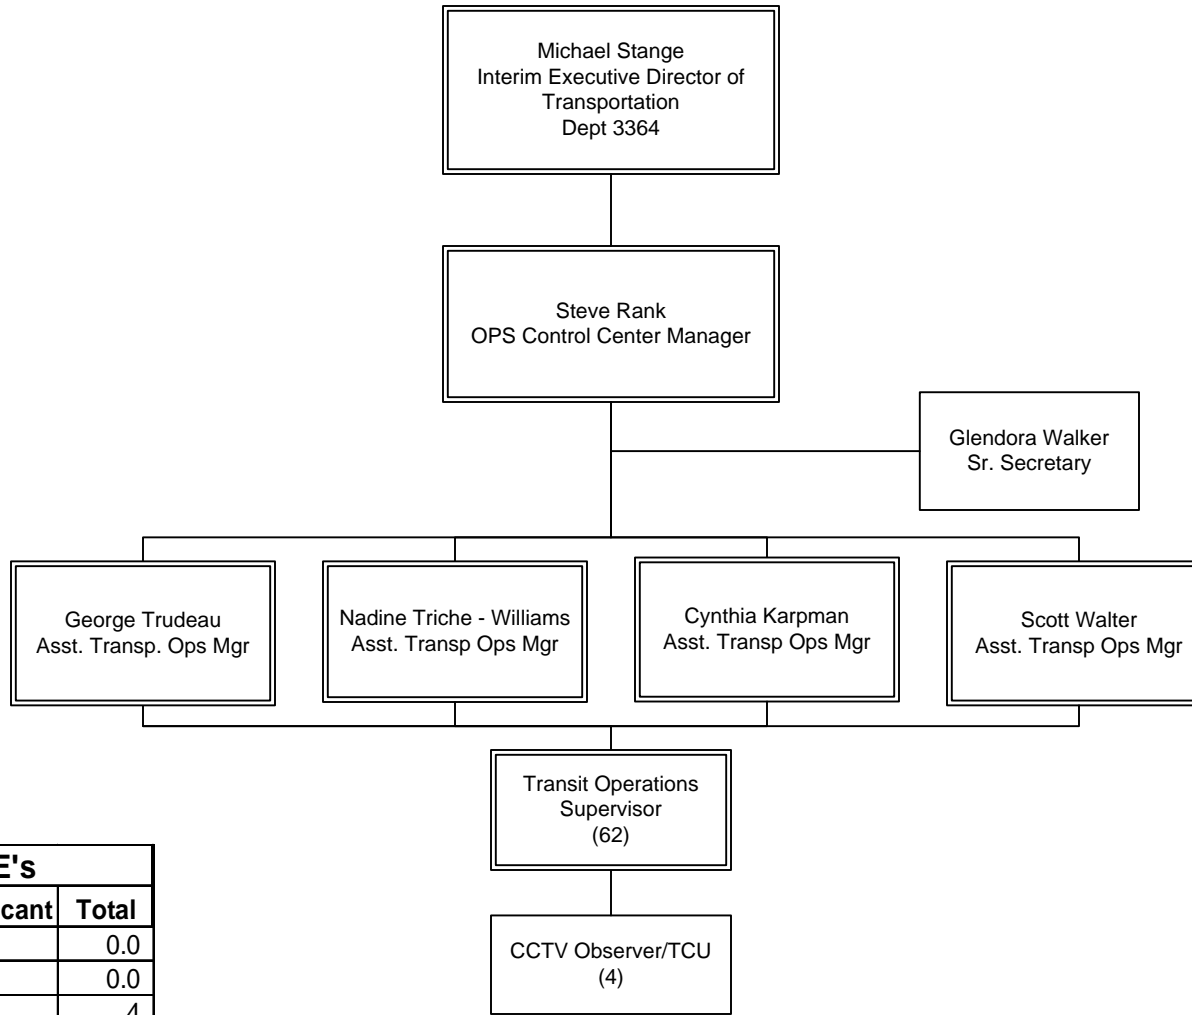 Michael Stange
Interim Executive Director of
Transportation
Dept 3364
Steve Rank
OPS Control Center Manager
Glendora Walker
Sr. Secretary
George Trudeau
Asst. Transp. Ops Mgr
Nadine Triche - Williams
Asst. Transp Ops Mgr
Cynthia Karpman
Asst. Transp Ops Mgr
Scott Walter
Asst. Transp Ops Mgr
Transit Operations
Supervisor
(62)
CCTV Observer/TCU
(4)
E's
cant Total
0.0
0.0